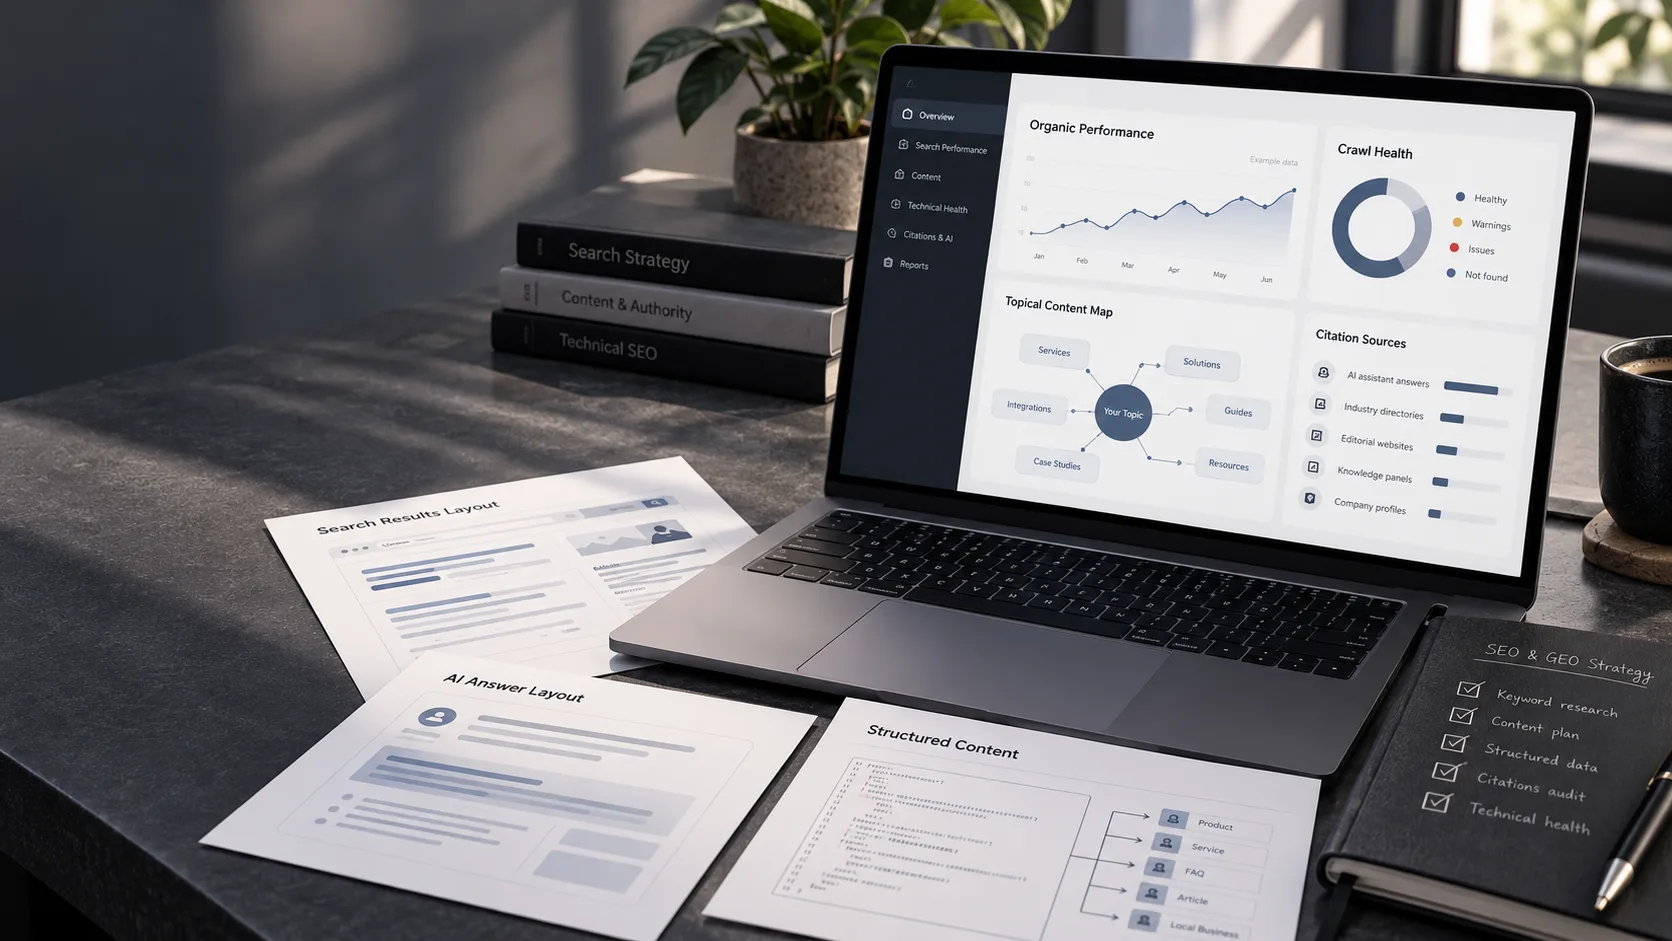 Overview
Search Performance
Content
Technical Health
Citations & AI
Reports
Organic Performance
Example data
Jan
Feb
Mar
Apr
May
Jun
Crawl Health
Healthy
Warnings
Issues
Not found
Topical Content Map
Services
Solutions
Integrations
Your Topic
Guides
Case Studies
Resources
Citation Sources
AI assistant answers
Industry directories
Editorial websites
Knowledge panels
Company profiles
Search Strategy
Content & Authority
Technical SEO
Search Results Layout
AI Answer Layout
Structured Content
Product
Service
FAQ
Article
Local Business
SEO & GEO Strategy
Keyword research
Content plan
Structured data
Citations audit
Technical health